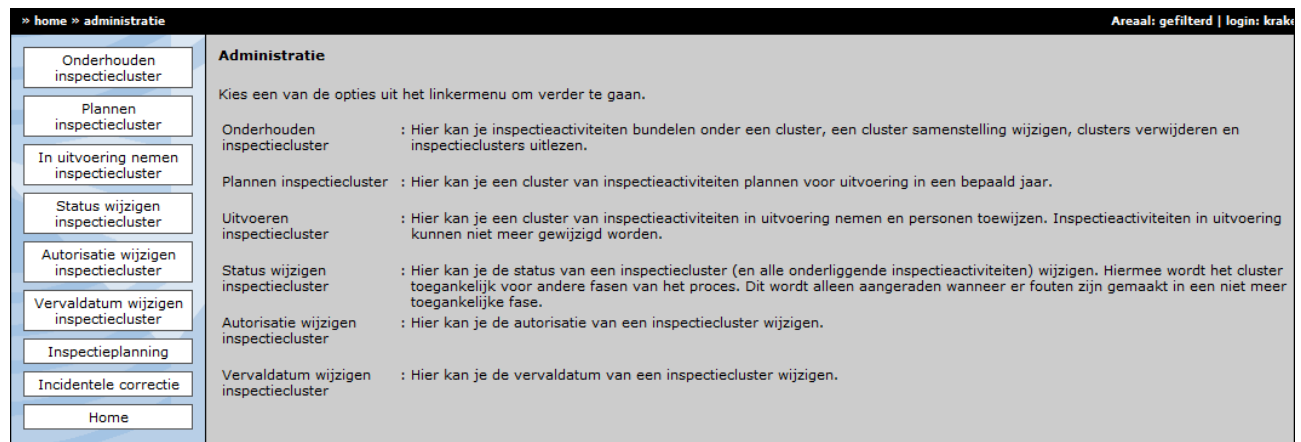 » home » administratie
Areaal: gefilterd | login: krake
Onderhouden
inspectiecluster
Plannen
inspectiecluster
In uitvoering nemen
inspectiecluster
Status wijzigen
inspectiecluster
Autorisatie wijzigen
inspectiecluster
Vervaldatum wijzigen
inspectiecluster
Inspectieplanning
Incidentele correctie
Home
Administratie
Kies een van de opties uit het linkermenu om verder te gaan.
Onderhouden
inspectiecluster
: Hier kan je inspectieactiviteiten bundelen onder een cluster, een cluster samenstelling wijzigen, clusters verwijderen en
inspectieclusters uitlezen.
Plannen inspectiecluster
: Hier kan je een cluster van inspectieactiviteiten plannen voor uitvoering in een bepaald jaar.
Uitvoeren
inspectiecluster
: Hier kan je een cluster van inspectieactiviteiten in uitvoering nemen en personen toewijzen. Inspectieactiviteiten in uitvoering
kunnen niet meer gewijzigd worden.
Status wijzigen
inspectiecluster
: Hier kan je de status van een inspectiecluster (en alle onderliggende inspectieactiviteiten) wijzigen. Hiermee wordt het cluster
toegankelijk voor andere fasen van het proces. Dit wordt alleen aangeraden wanneer er fouten zijn gemaakt in een niet meer
toegankelijke fase.
Autorisatie wijzigen
inspectiecluster
: Hier kan je de autorisatie van een inspectiecluster wijzigen.
Vervaldatum wijzigen
inspectiecluster
: Hier kan je de vervaldatum van een inspectiecluster wijzigen.